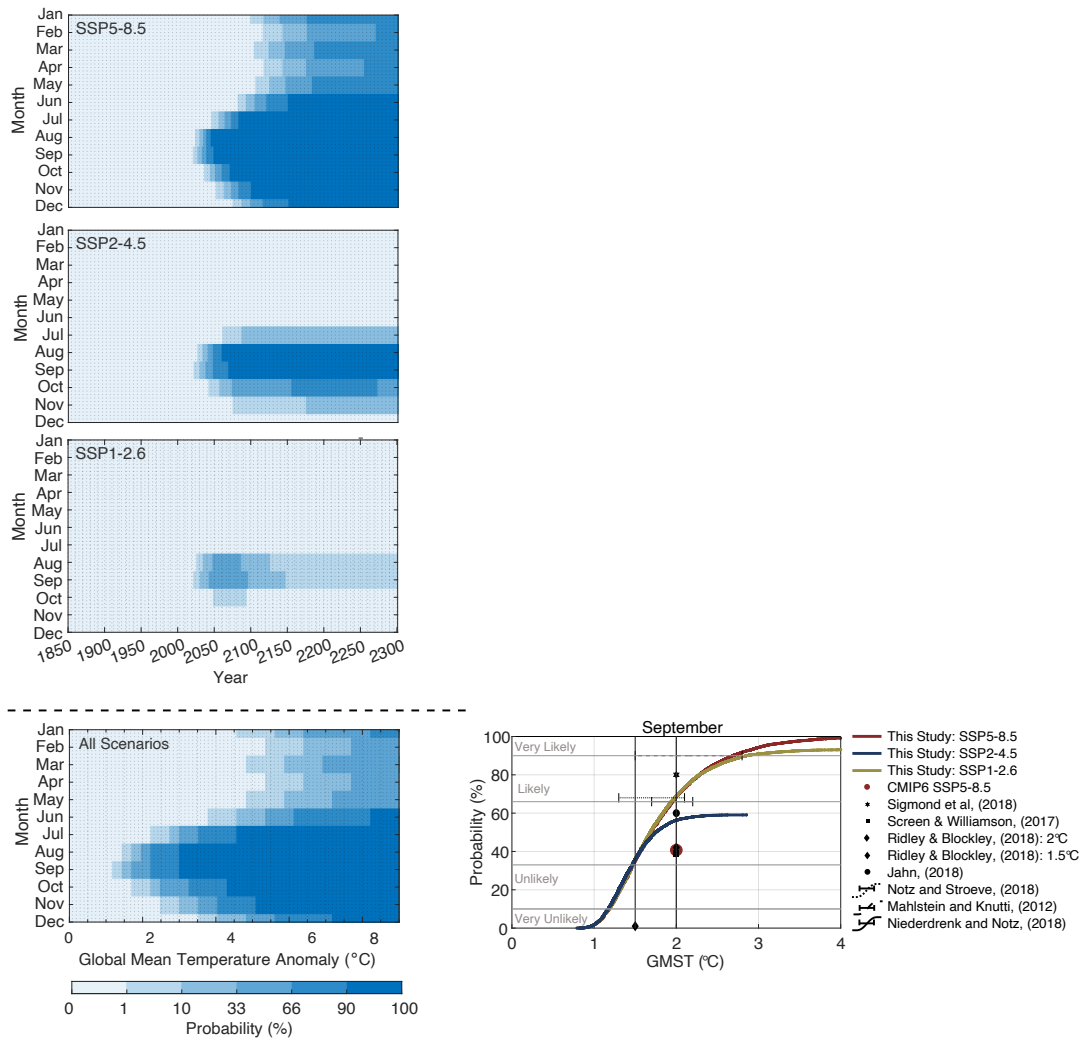 SSP5-8.5
Jan
Feb
Mar
Apr
May
Jun
Jul
Aug
Sep
Oct
Nov
Dec
Month
SSP2-4.5
Jan
Feb
Mar
Apr
May
Jun
Jul
Aug
Sep
Oct
Nov
Dec
Month
SSP1-2.6
Jan
Feb
Mar
Apr
May
Jun
Jul
Aug
Sep
Oct
Nov
Dec
Month
1850 1900 1950 2000 2050 2100 2150 2200 2250 2300
Year
All Scenarios
Jan
Feb
Mar
Apr
May
Jun
Jul
Aug
Sep
Oct
Nov
Dec
Month
0 2 4 6 8
Global Mean Temperature Anomaly (°C)
0 1 10 33 66 90 100
Probability (%)
September
100
80
60
40
20
0
Probability (%)
Very Likely
Likely
Unlikely
Very Unlikely
0 1 2 3 4
GMST (°C)
This Study: SSP5-8.5
This Study: SSP2-4.5
This Study: SSP1-2.6
CMIP6 SSP5-8.5
Sigmond et al, (2018)
Screen & Williamson, (2017)
Ridley & Blockley, (2018): 2°C
Ridley & Blockley, (2018): 1.5°C
Jahn, (2018)
Notz and Stroeve, (2018)
Mahlstein and Knutti, (2012)
Niederdrenk and Notz, (2018)